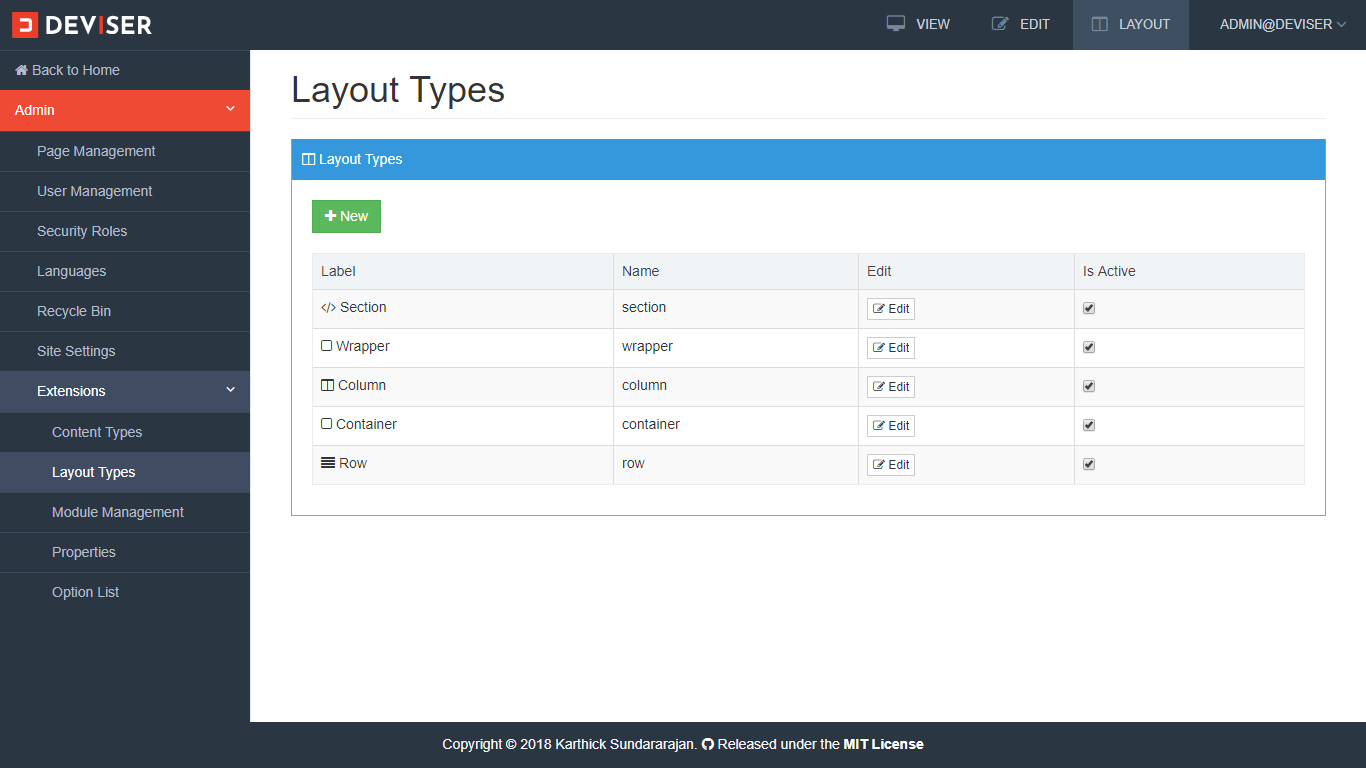 DEVISER VIEW EDIT LAYOUT ADMIN@DEVISER
Back to Home
Admin
Page Management
User Management
Security Roles
Languages
Recycle Bin
Site Settings
Extensions
Content Types
Layout Types
Module Management
Properties
Option List
Layout Types
Layout Types
New
Label Name Edit Is Active
Section section Edit
Wrapper wrapper Edit
Column column Edit
Container container Edit
Row row Edit
Copyright © 2018 Karthick Sundararajan. Released under the MIT License